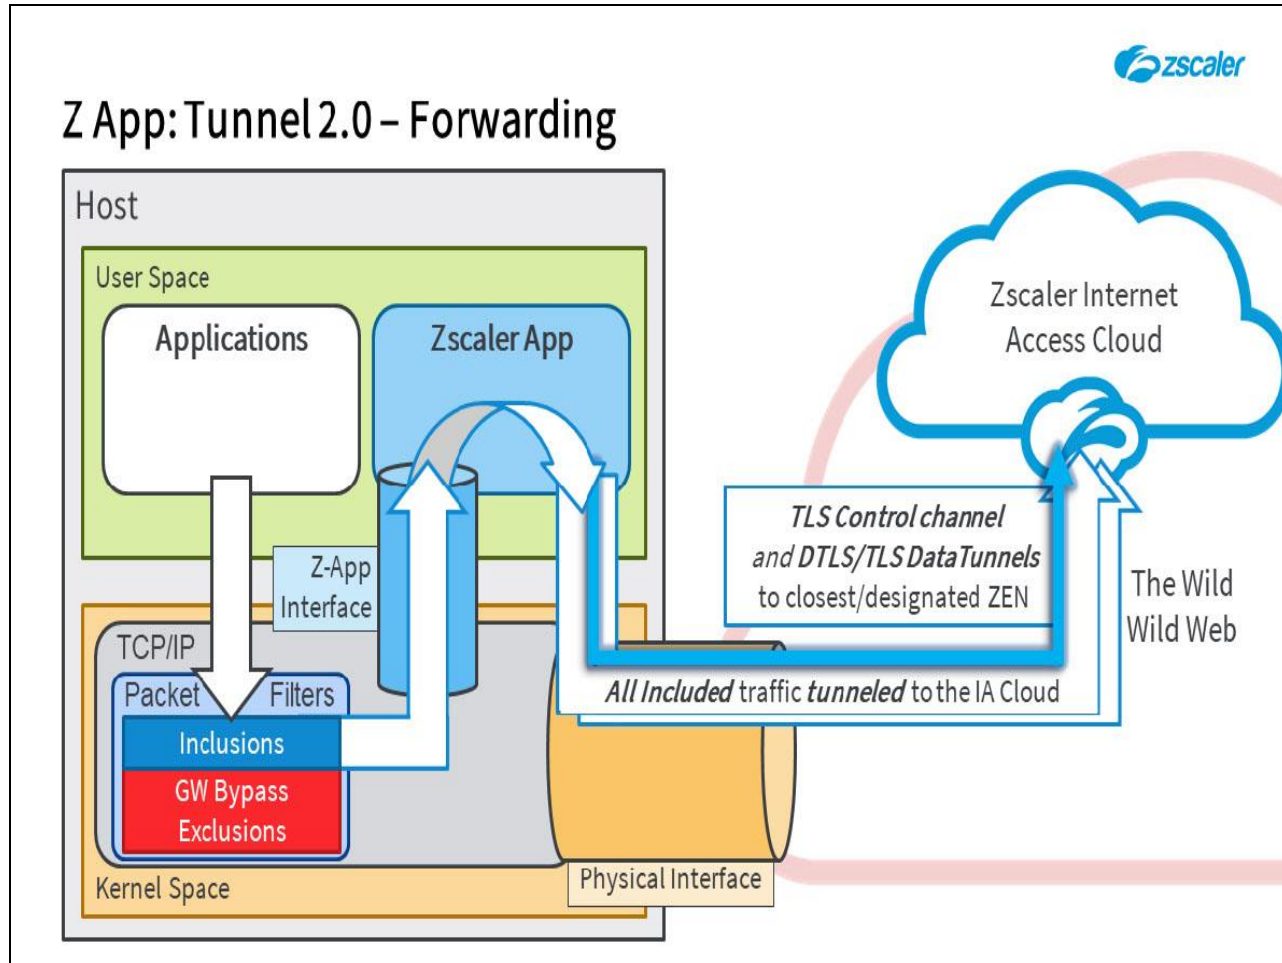 zscaler
Z App: Tunnel 2.0 – Forwarding
Host
User Space
Applications
Zscaler App
Z-App
Interface
TCP/IP
Packet Filters
Inclusions
GW Bypass
Exclusions
Kernel Space
Physical Interface
Zscaler Internet
Access Cloud
TLS Control channel
and DTLS/TLS DataTunnels
to closest/designated ZEN
The Wild
Wild Web
All Included traffic tunneled to the IA Cloud